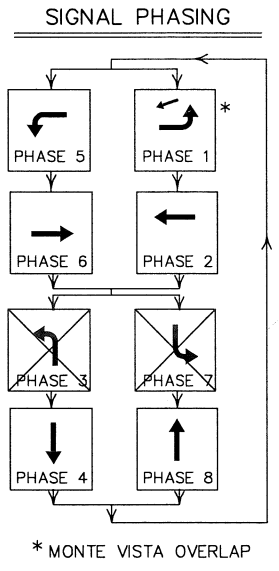 SIGNAL PHASING
*
PHASE 5
PHASE 1
PHASE 6
PHASE 2
PHASE 3
PHASE 7
PHASE 4
PHASE 8
* MONTE VISTA OVERLAP